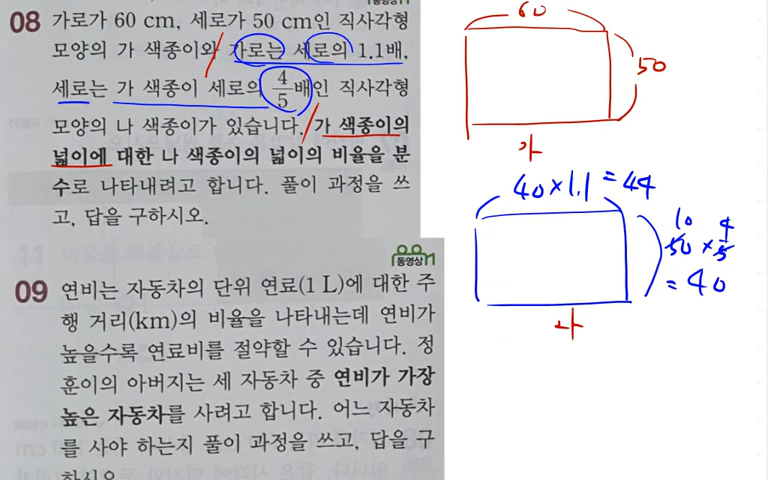 동영상
08 가로가 60 cm, 세로가 50 cm인 직사각형
모양의 가 색종이와 가로는 세로의 1.1배,
세로는 가 색종이 세로의 4/5배인 직사각형
모양의 나 색종이가 있습니다. 가 색종이의
넓이에 대한 나 색종이의 넓이의 비율을 분
수로 나타내려고 합니다. 풀이 과정을 쓰
고, 답을 구하시오.
동영상
09 연비는 자동차의 단위 연료(1 L)에 대한 주
행 거리(km)의 비율을 나타내는데 연비가
높을수록 연료비를 절약할 수 있습니다. 정
훈이의 아버지는 세 자동차 중 연비가 가장
높은 자동차를 사려고 합니다. 어느 자동차
를 사야 하는지 풀이 과정을 쓰고, 답을 구
하시오
60
50
가
40×1.1=44
10 4
50×5
=40
나